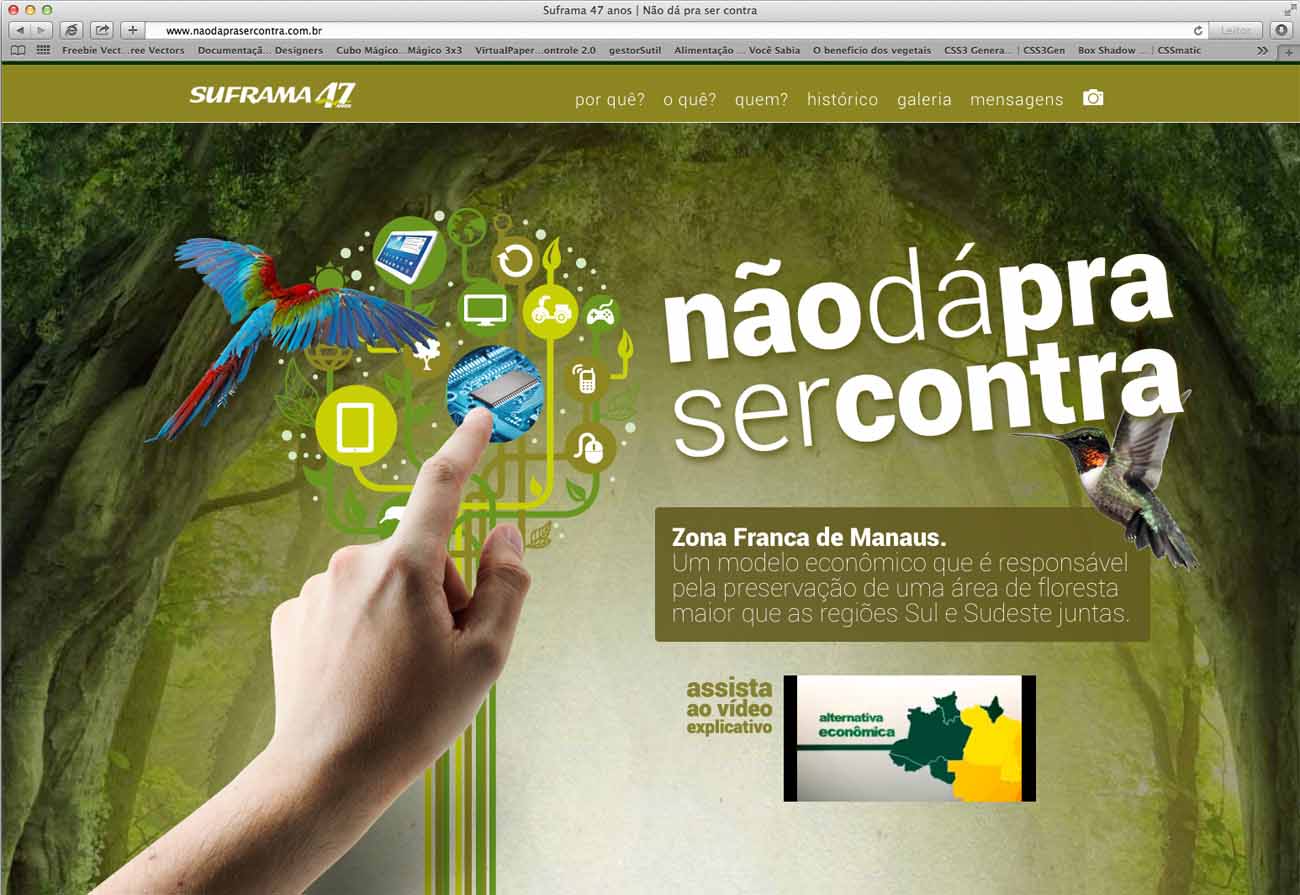 Suframa 47 anos | Não dá pra ser contra
www.naodaprasercontra.com.br
Leitor
Freebie Vect...ree Vectors Documentaçã... Designers Cubo Mágico...Mágico 3x3 VirtualPaper...ontrole 2.0 gestorSutil Alimentação ... Você Sabia O benefício dos vegetais CSS3 Genera... | CSS3Gen Box Shadow ... | CSSmatic
SUFRAMA 47 ANOS
por quê? o quê? quem? histórico galeria mensagens
nãodápra
sercontra
Zona Franca de Manaus.
Um modelo econômico que é responsável
pela preservação de uma área de floresta
maior que as regiões Sul e Sudeste juntas.
assista
ao vídeo
explicativo
alternativa
econômica